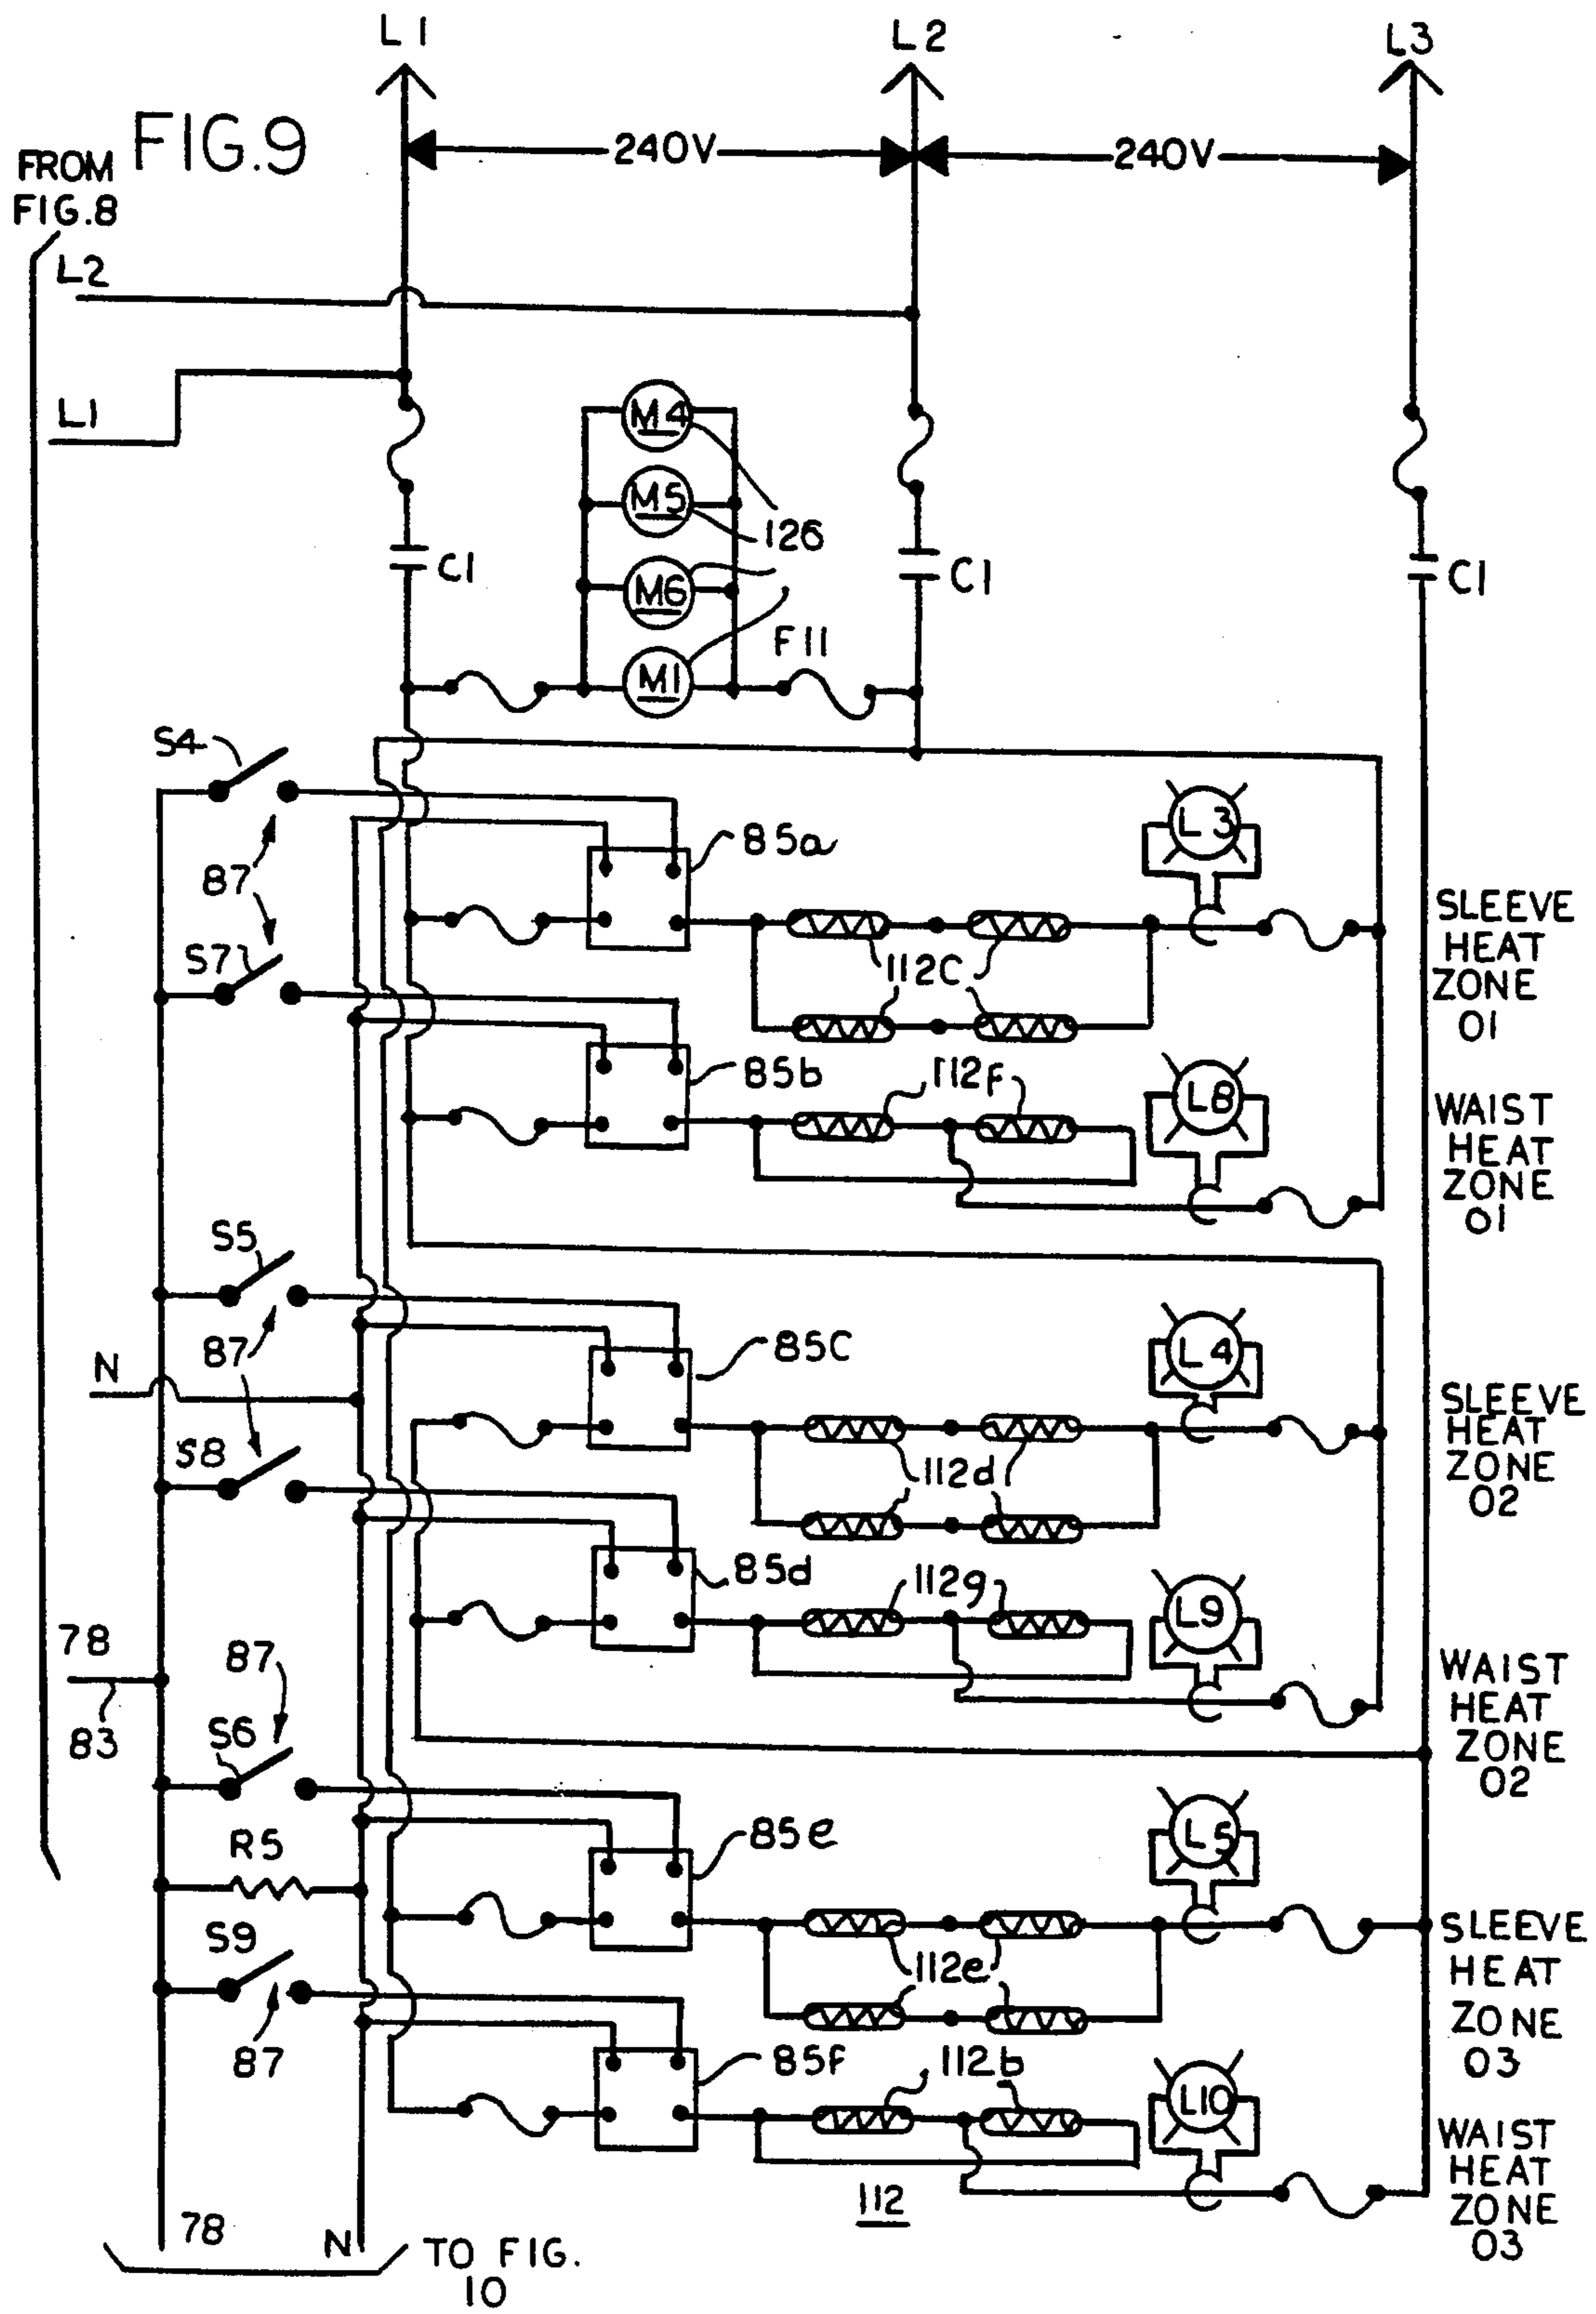 L1
L2
L3
FIG.9
240V
240V
FROM
FIG.8
L2
L1
M4
M5
126
M6
C1
C1
C1
F11
M1
S4
85a
L3
87
SLEEVE
HEAT
ZONE
01
S7
112C
85b
112f
L8
WAIST
HEAT
ZONE
01
S5
87
85C
L4
N
SLEEVE
HEAT
ZONE
02
S8
112d
85d
112g
L9
78
87
WAIST
HEAT
ZONE
02
83
S6
R5
85e
L5
S9
112e
SLEEVE
HEAT
ZONE
03
87
85f
112b
L10
WAIST
HEAT
ZONE
03
112
78
N
TO FIG.
10